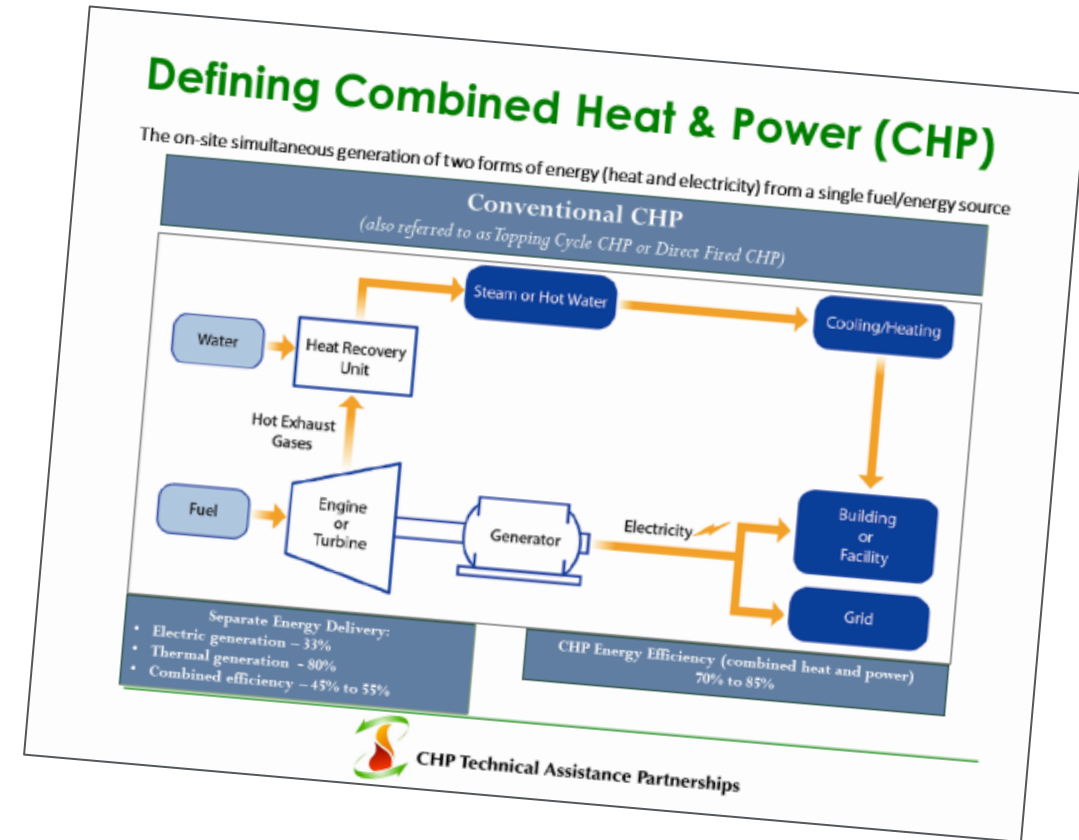 Defining Combined Heat & Power (CHP)
The on-site simultaneous generation of two forms of energy (heat and electricity) from a single fuel/energy source
Conventional CHP
(also referred to as Topping Cycle CHP or Direct Fired CHP)
Steam or Hot Water
Cooling/Heating
Water
Heat Recovery
Unit
Hot Exhaust
Gases
Fuel
Engine
or
Turbine
Generator
Electricity
Building
or
Facility
Grid
Separate Energy Delivery:
• Electric generation – 33%
• Thermal generation - 80%
• Combined efficiency – 45% to 55%
CHP Energy Efficiency (combined heat and power)
70% to 85%
CHP Technical Assistance Partnerships